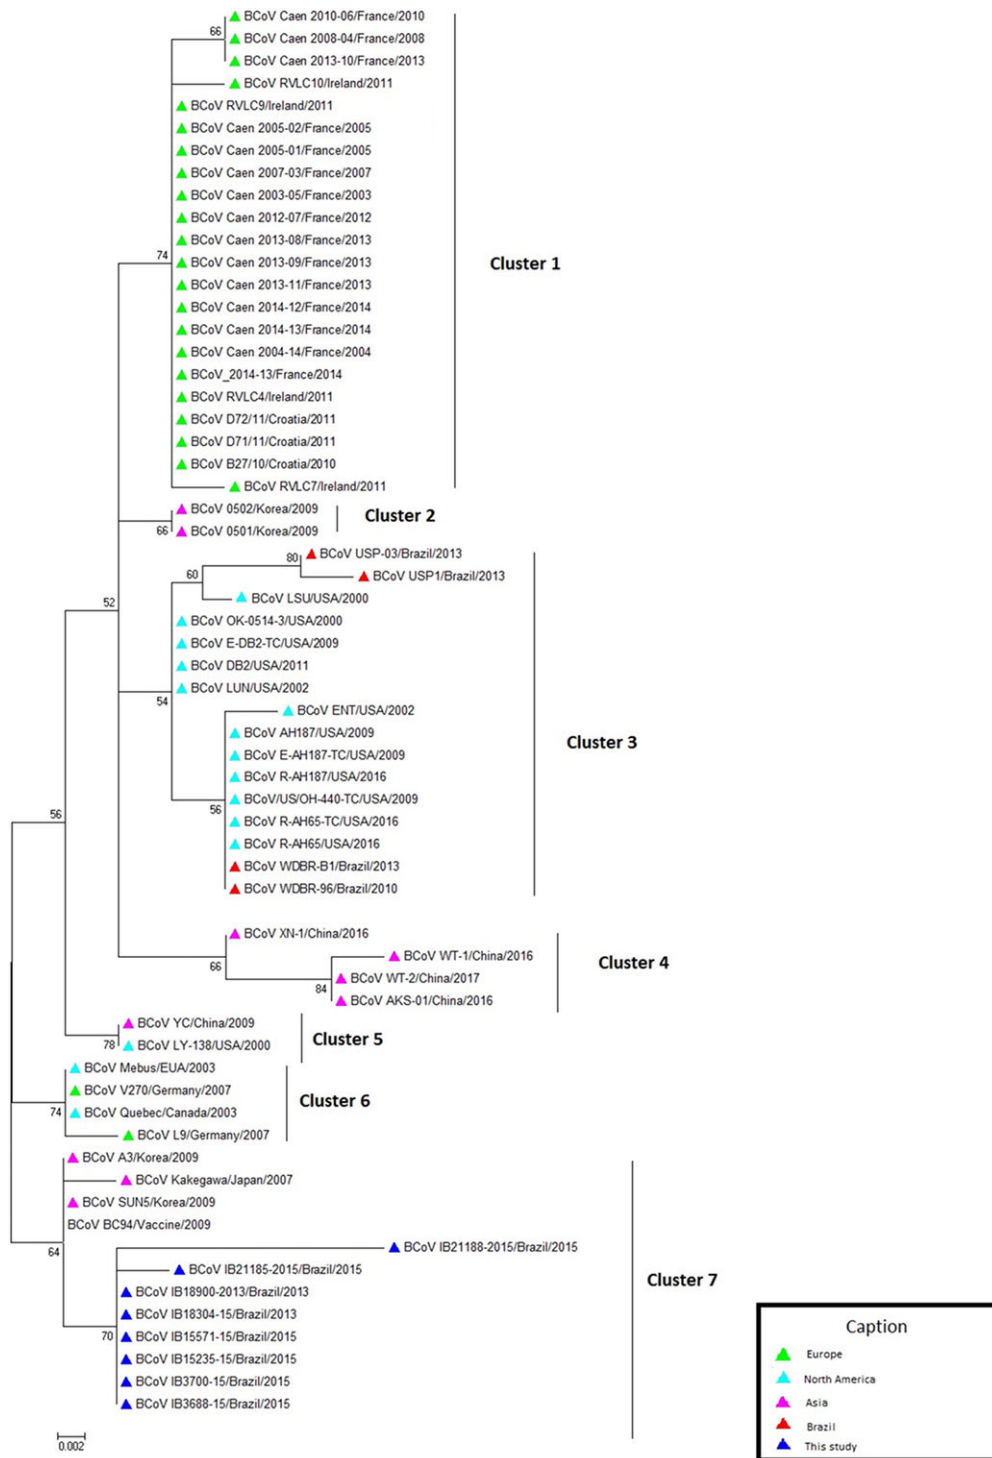 BCoV Caen 2010-06/France/2010
66
BCoV Caen 2008-04/France/2008
BCoV Caen 2013-10/France/2013
BCoV RVLC10/Ireland/2011
BCoV RVLC9/Ireland/2011
BCoV Caen 2005-02/France/2005
BCoV Caen 2005-01/France/2005
BCoV Caen 2007-03/France/2007
BCoV Caen 2003-05/France/2003
BCoV Caen 2012-07/France/2012
BCoV Caen 2013-08/France/2013
74
BCoV Caen 2013-09/France/2013
Cluster 1
BCoV Caen 2013-11/France/2013
BCoV Caen 2014-12/France/2014
BCoV Caen 2014-13/France/2014
BCoV Caen 2004-14/France/2004
BCoV_2014-13/France/2014
BCoV RVLC4/Ireland/2011
BCoV D72/11/Croatia/2011
BCoV D71/11/Croatia/2011
BCoV B27/10/Croatia/2010
BCoV RVLC7/Ireland/2011
BCoV 0502/Korea/2009
Cluster 2
66
BCoV 0501/Korea/2009
BCoV USP-03/Brazil/2013
80
BCoV USP1/Brazil/2013
60
BCoV LSU/USA/2000
52
BCoV OK-0514-3/USA/2000
BCoV E-DB2-TC/USA/2009
BCoV DB2/USA/2011
BCoV LUN/USA/2002
54
BCoV ENT/USA/2002
BCoV AH187/USA/2009
Cluster 3
BCoV E-AH187-TC/USA/2009
BCoV R-AH187/USA/2016
BCoV/US/OH-440-TC/USA/2009
56
BCoV R-AH65-TC/USA/2016
56
BCoV R-AH65/USA/2016
BCoV WDBR-B1/Brazil/2013
BCoV WDBR-96/Brazil/2010
BCoV XN-1/China/2016
BCoV WT-1/China/2016
Cluster 4
66
BCoV WT-2/China/2017
84
BCoV AKS-01/China/2016
BCoV YC/China/2009
Cluster 5
78
BCoV LY-138/USA/2000
BCoV Mebus/EUA/2003
BCoV V270/Germany/2007
Cluster 6
74
BCoV Quebec/Canada/2003
BCoV L9/Germany/2007
BCoV A3/Korea/2009
BCoV Kakegawa/Japan/2007
BCoV SUN5/Korea/2009
BCoV BC94/Vaccine/2009
64
BCoV IB21188-2015/Brazil/2015
BCoV IB21185-2015/Brazil/2015
Cluster 7
BCoV IB18900-2013/Brazil/2013
BCoV IB18304-15/Brazil/2013
70
BCoV IB15571-15/Brazil/2015
BCoV IB15235-15/Brazil/2015
BCoV IB3700-15/Brazil/2015
BCoV IB3688-15/Brazil/2015
0.002
Caption
Europe
North America
Asia
Brazil
This study